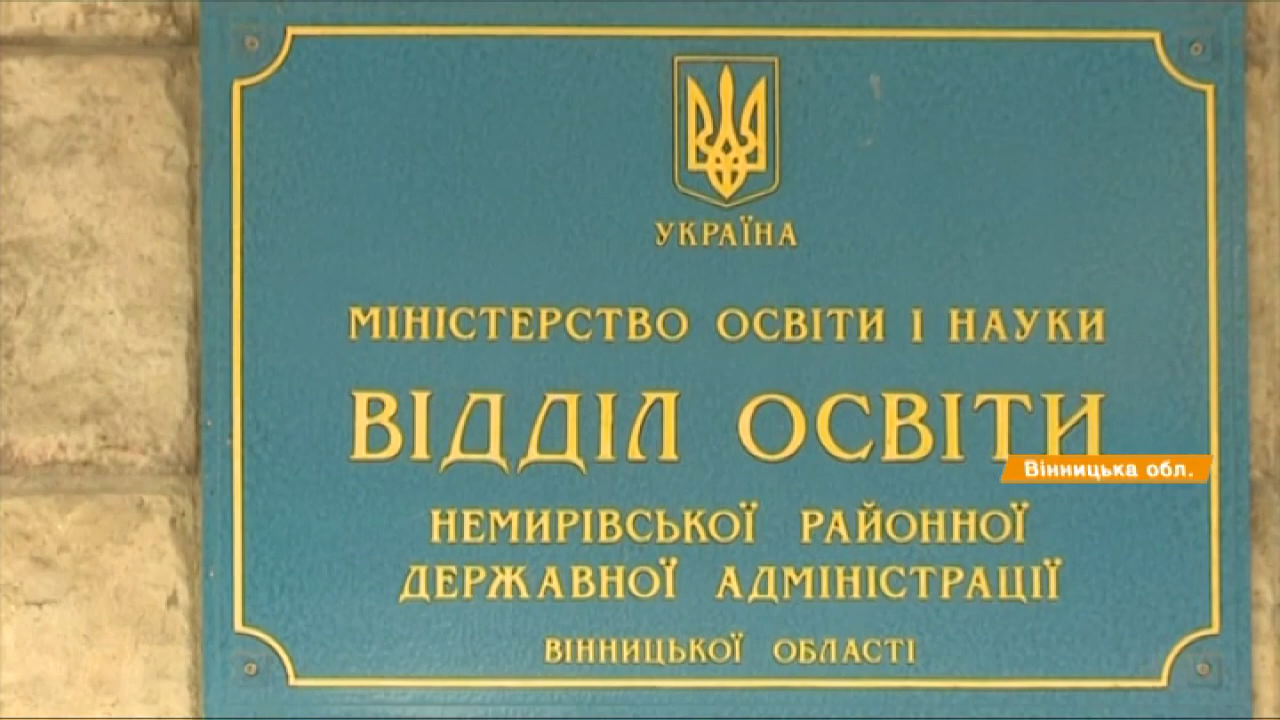 УКРАЇНА
МІНІСТЕРСТВО ОСВІТИ І НАУКИ
ВІДДІЛ ОСВІТИ
Вінницька обл.
НЕМИРІВСЬКОЇ РАЙОННОЇ
ДЕРЖАВНОЇ АДМІНІСТРАЦІЇ
ВІННИЦЬКОЇ ОБЛАСТІ